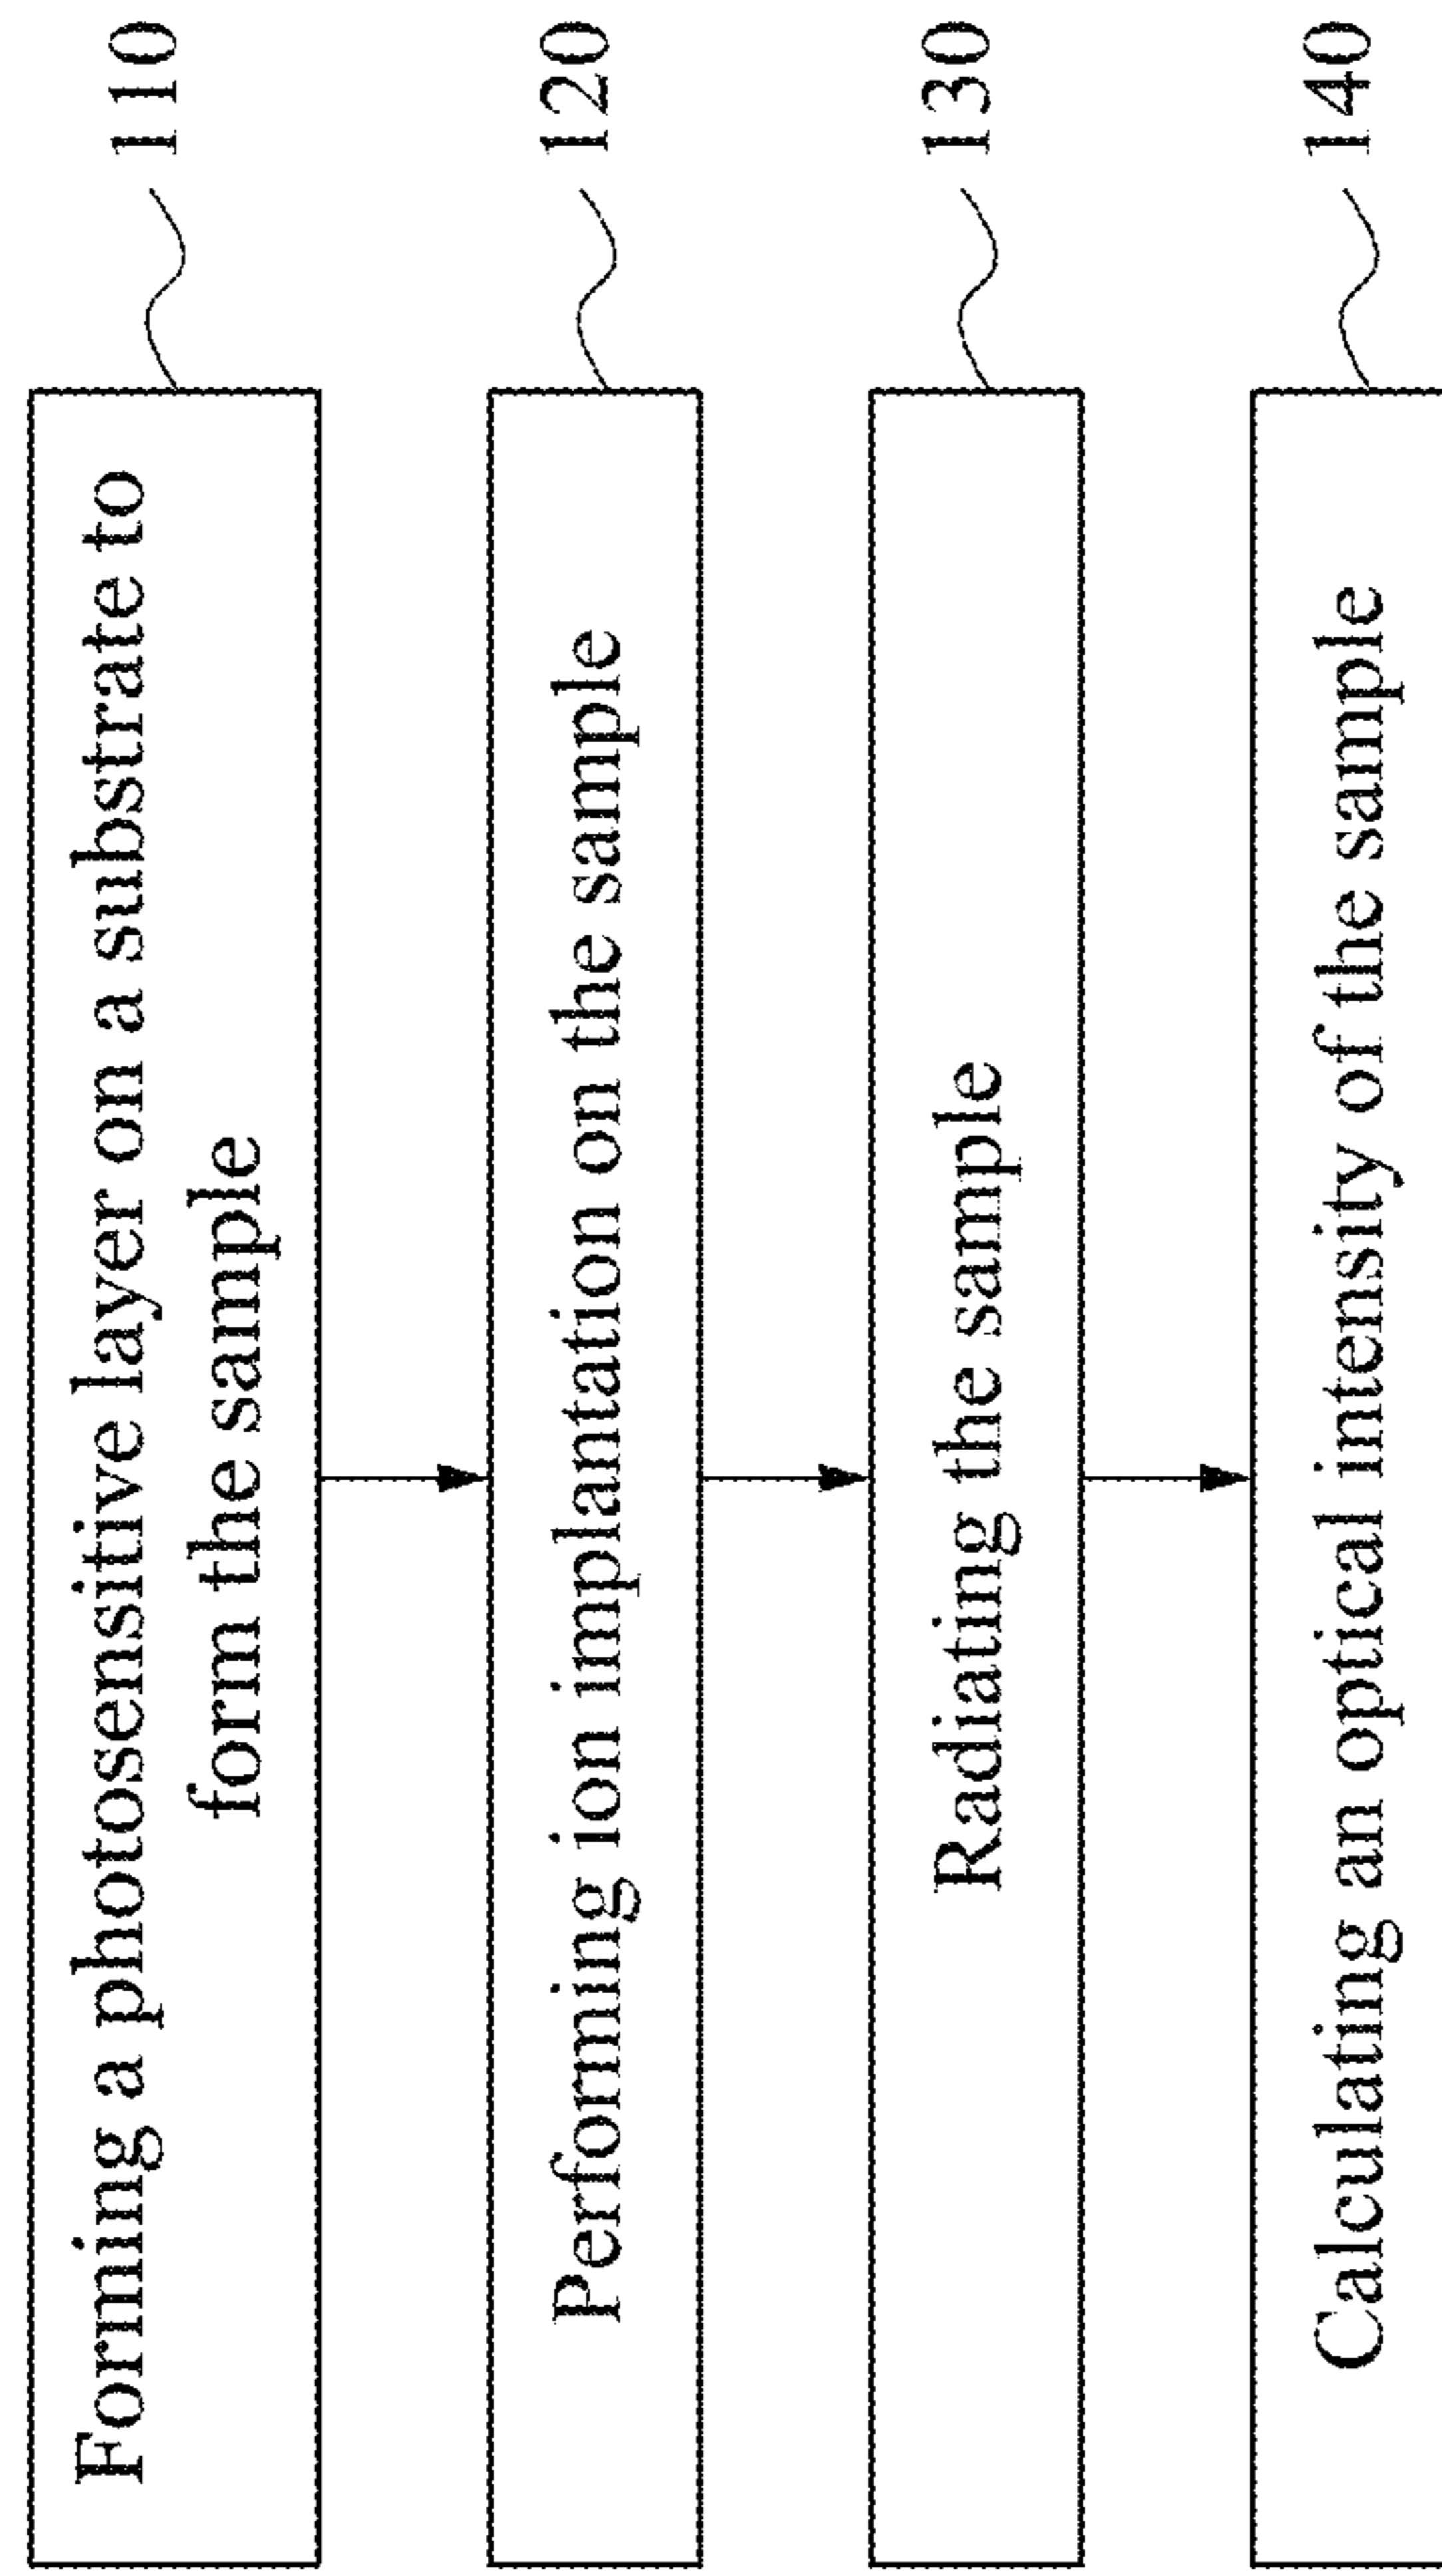 Forming a photosensitive layer on a substrate to
form the sample
110
Perfoming ion implantation on the sample
120
Radiating the sample
130
Calculating an optical intensity of the sample
140